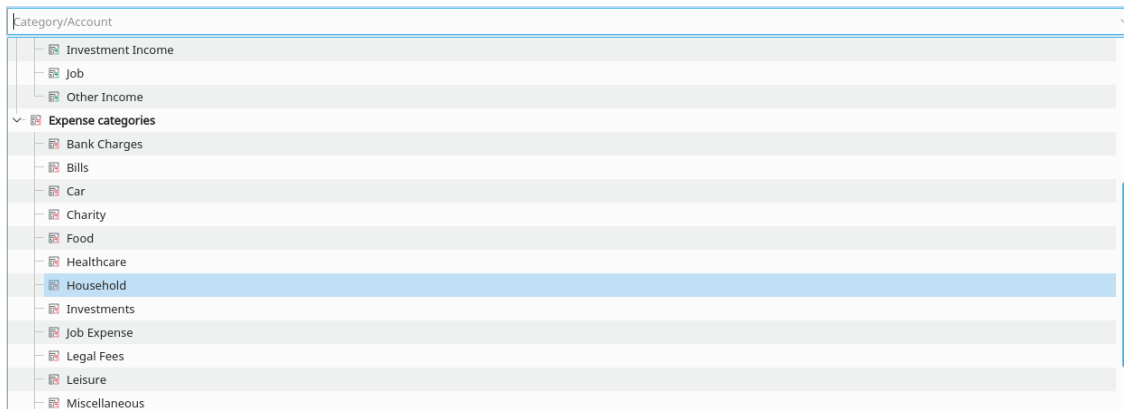 Category/Account
Investment Income
Job
Other Income
Expense categories
Bank Charges
Bills
Car
Charity
Food
Healthcare
Household
Investments
Job Expense
Legal Fees
Leisure
Miscellaneous